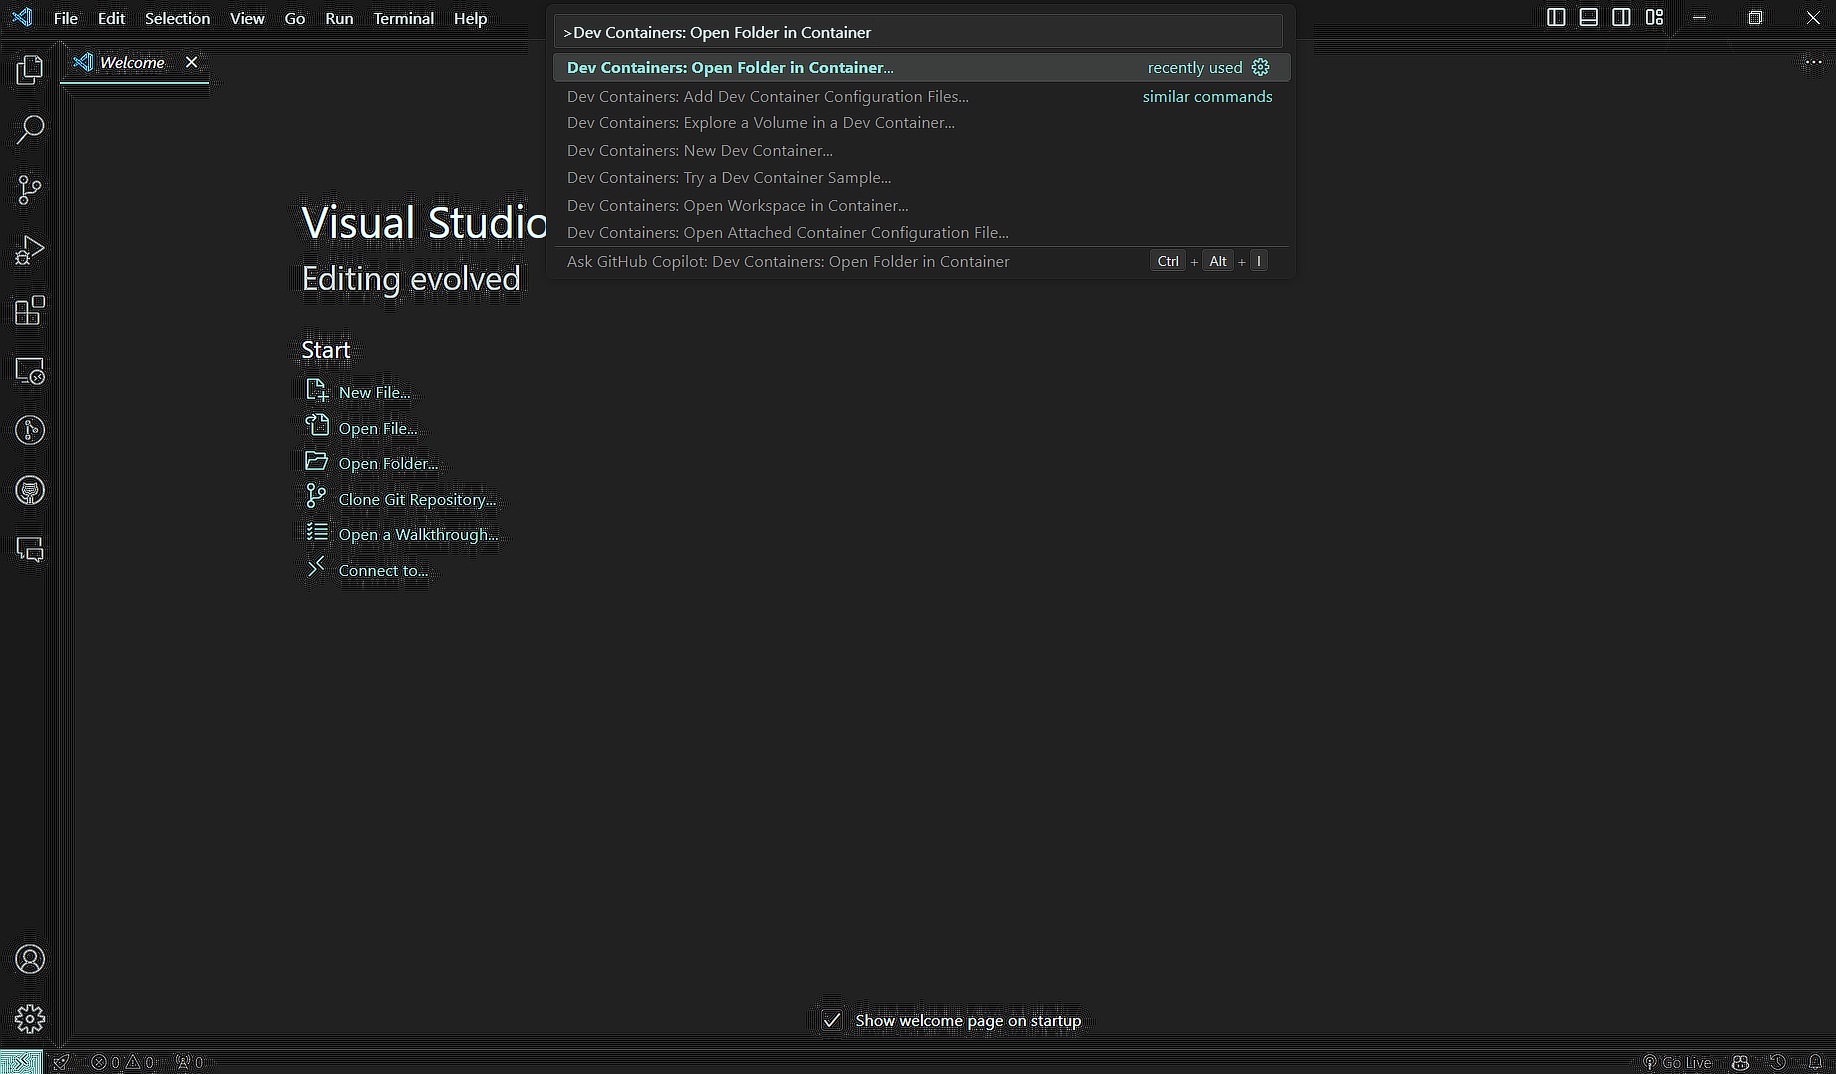 File Edit Selection View Go Run Terminal Help
>Dev Containers: Open Folder in Container
Dev Containers: Open Folder in Container... recently used
Dev Containers: Add Dev Container Configuration Files... similar commands
Dev Containers: Explore a Volume in a Dev Container...
Dev Containers: New Dev Container...
Dev Containers: Try a Dev Container Sample...
Dev Containers: Open Workspace in Container...
Dev Containers: Open Attached Container Configuration File...
Ask GitHub Copilot: Dev Containers: Open Folder in Container Ctrl + Alt + I
Welcome
Visual Studio
Editing evolved
Start
New File...
Open File...
Open Folder...
Clone Git Repository...
Open a Walkthrough...
Connect to...
Show welcome page on startup
0 0 0 Go Live